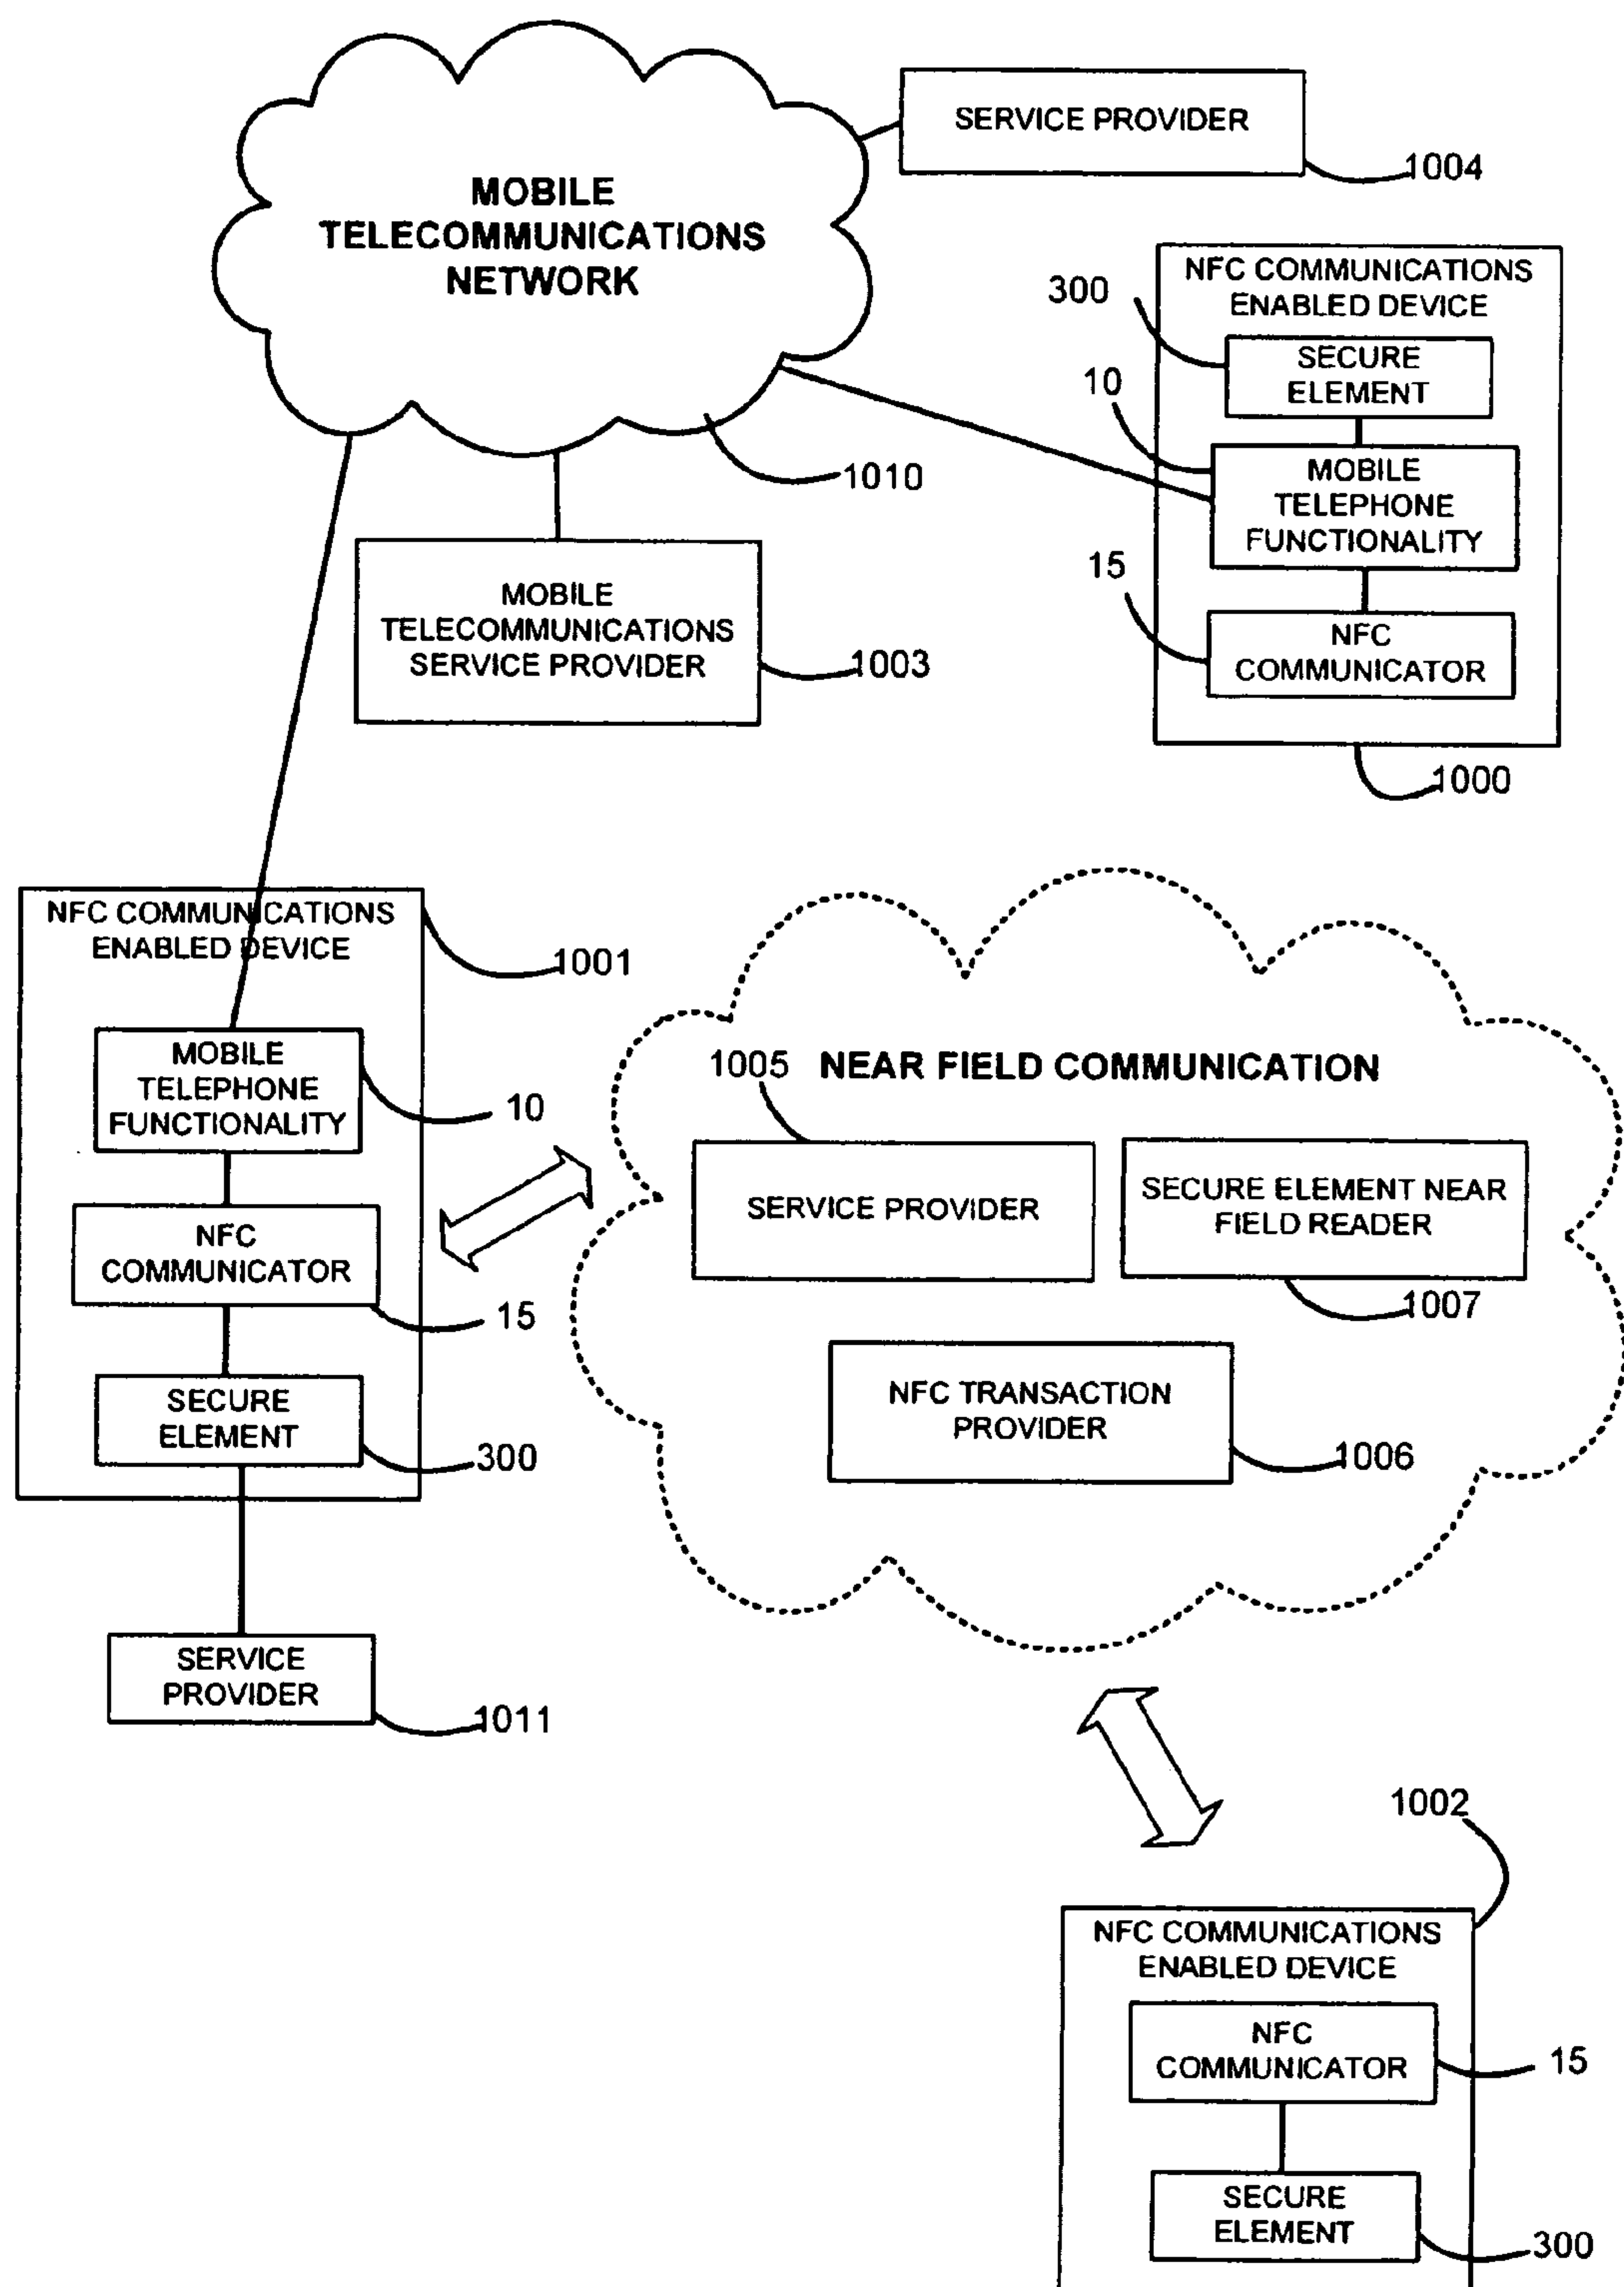 MOBILE
TELECOMMUNICATIONS
NETWORK
SERVICE PROVIDER
1004
NFC COMMUNICATIONS
ENABLED DEVICE
300
SECURE
ELEMENT
10
MOBILE
TELEPHONE
FUNCTIONALITY
15
NFC
COMMUNICATOR
1000
1010
MOBILE
TELECOMMUNICATIONS
SERVICE PROVIDER
1003
NFC COMMUNICATIONS
ENABLED DEVICE
1001
MOBILE
TELEPHONE
FUNCTIONALITY
10
NFC
COMMUNICATOR
15
SECURE
ELEMENT
300
SERVICE
PROVIDER
1011
1005 NEAR FIELD COMMUNICATION
SERVICE PROVIDER
SECURE ELEMENT NEAR
FIELD READER
1007
NFC TRANSACTION
PROVIDER
1006
1002
NFC COMMUNICATIONS
ENABLED DEVICE
NFC
COMMUNICATOR
15
SECURE
ELEMENT
300